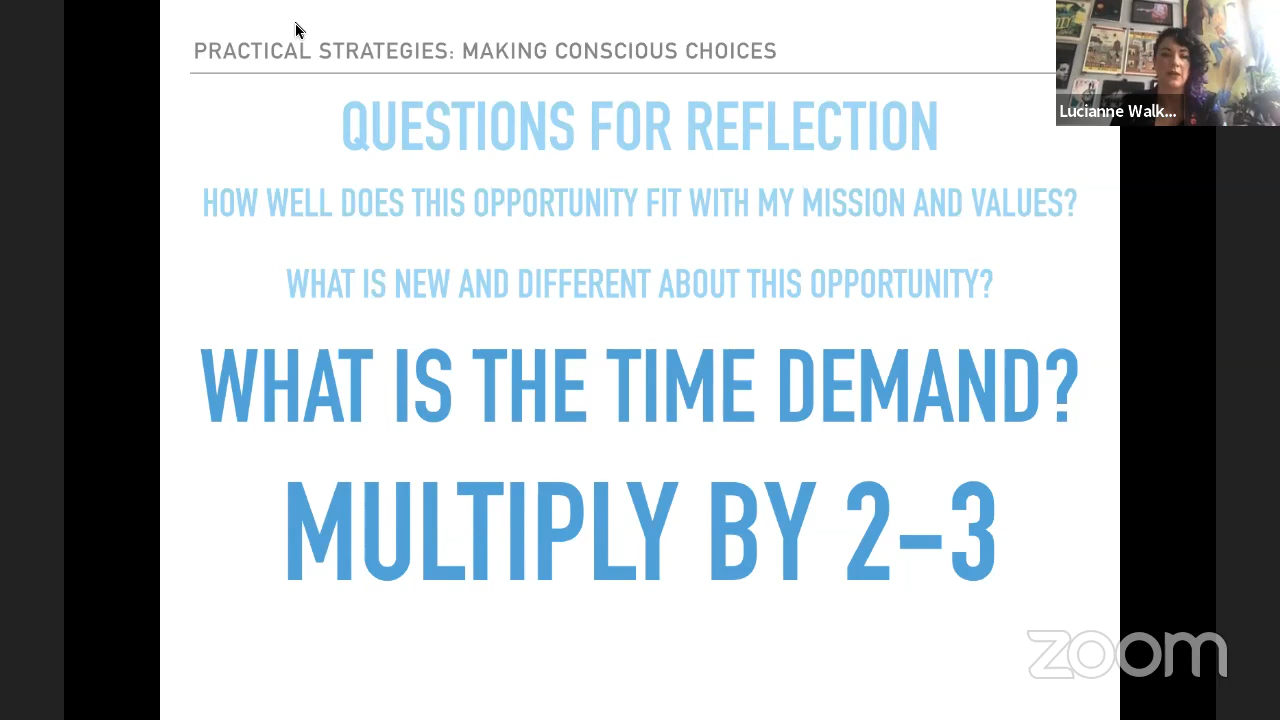 PRACTICAL STRATEGIES: MAKING CONSCIOUS CHOICES
Lucianne Walk...
QUESTIONS FOR REFLECTION
HOW WELL DOES THIS OPPORTUNITY FIT WITH MY MISSION AND VALUES?
WHAT IS NEW AND DIFFERENT ABOUT THIS OPPORTUNITY?
WHAT IS THE TIME DEMAND?
MULTIPLY BY 2-3
zoom